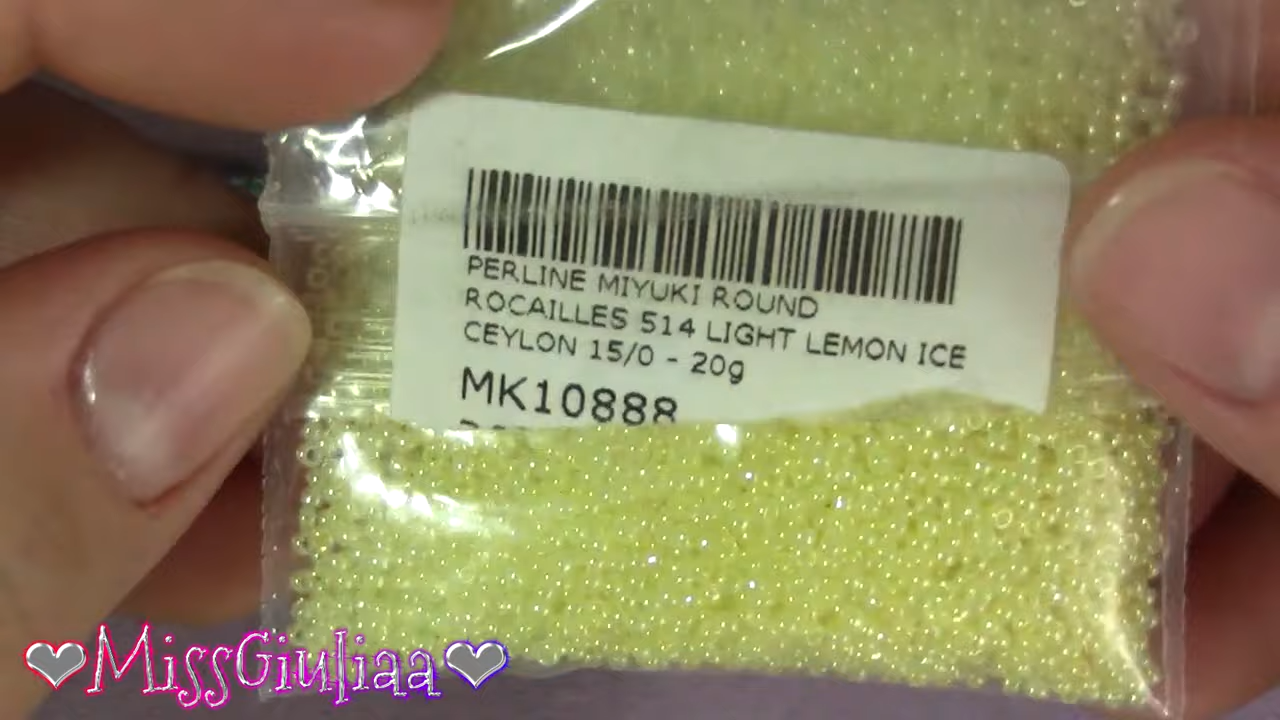 PERLINE MIYUKI ROUND
ROCAILLES 514 LIGHT LEMON ICE
CEYLON 15/0 - 20g
MK10888
❤MissGiuliaa❤